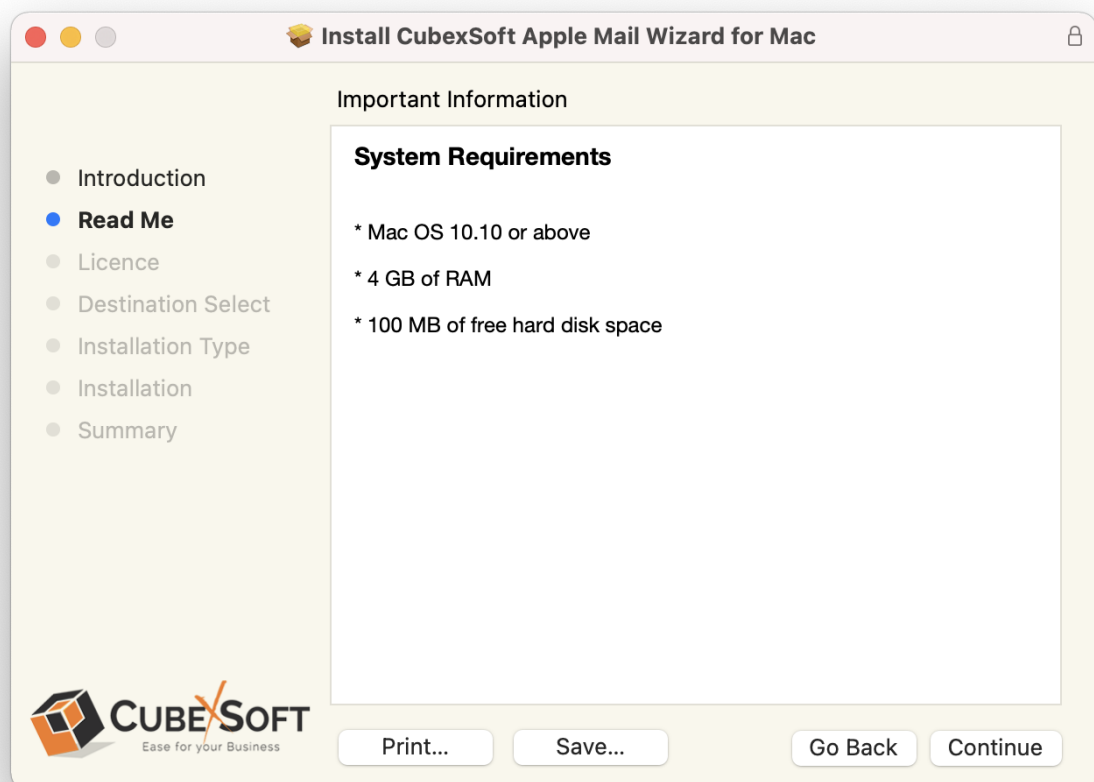 Install CubexSoft Apple Mail Wizard for Mac
Important Information
Introduction
Read Me
Licence
Destination Select
Installation Type
Installation
Summary
System Requirements
* Mac OS 10.10 or above
* 4 GB of RAM
* 100 MB of free hard disk space
CUBEXSOFT
Ease for your Business
Print...
Save...
Go Back
Continue